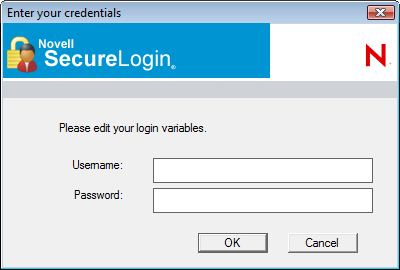 Enter your credentials
Novell
SecureLogin®
N.
Please edit your login variables.
Username:
Password:
OK
Cancel